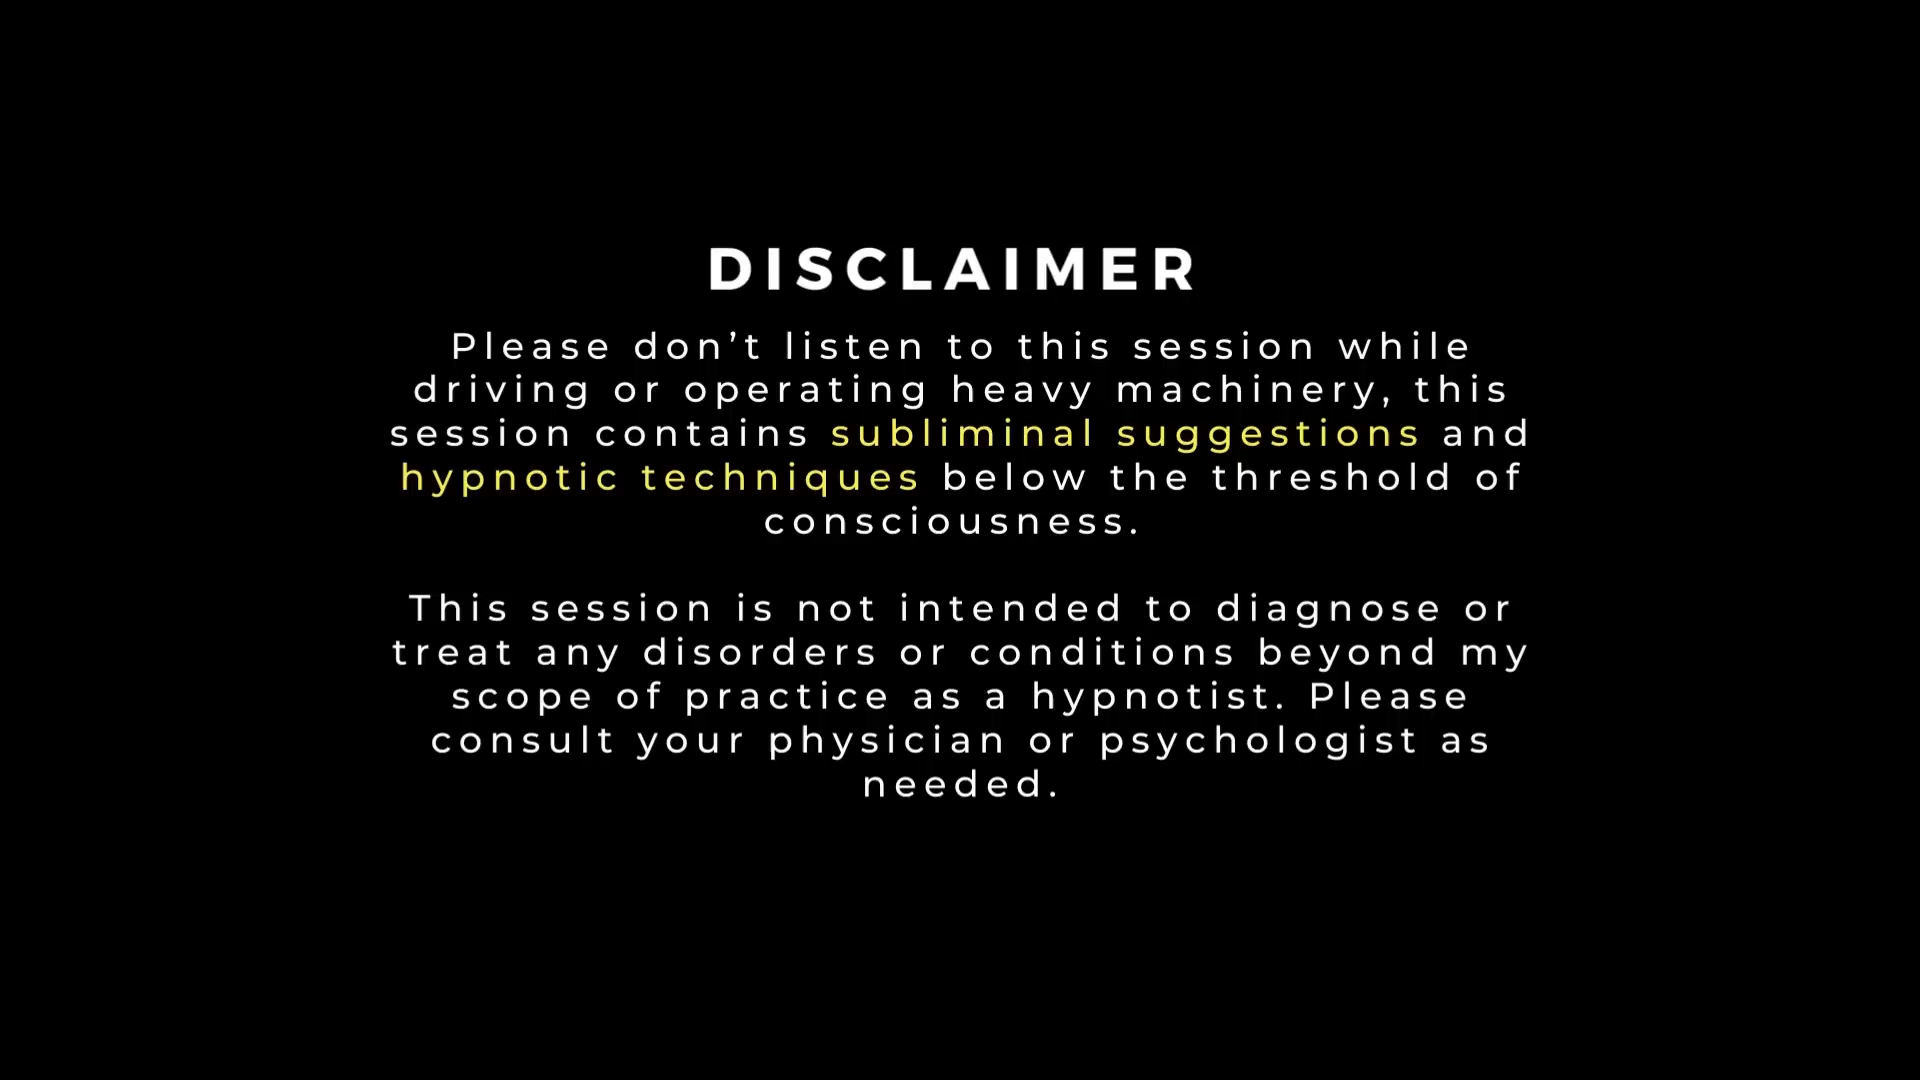 DISCLAIMER
Please don’t listen to this session while
driving or operating heavy machinery, this
session contains subliminal suggestions and
hypnotic techniques below the threshold of
consciousness.
This session is not intended to diagnose or
treat any disorders or conditions beyond my
scope of practice as a hypnotist. Please
consult your physician or psychologist as
needed.